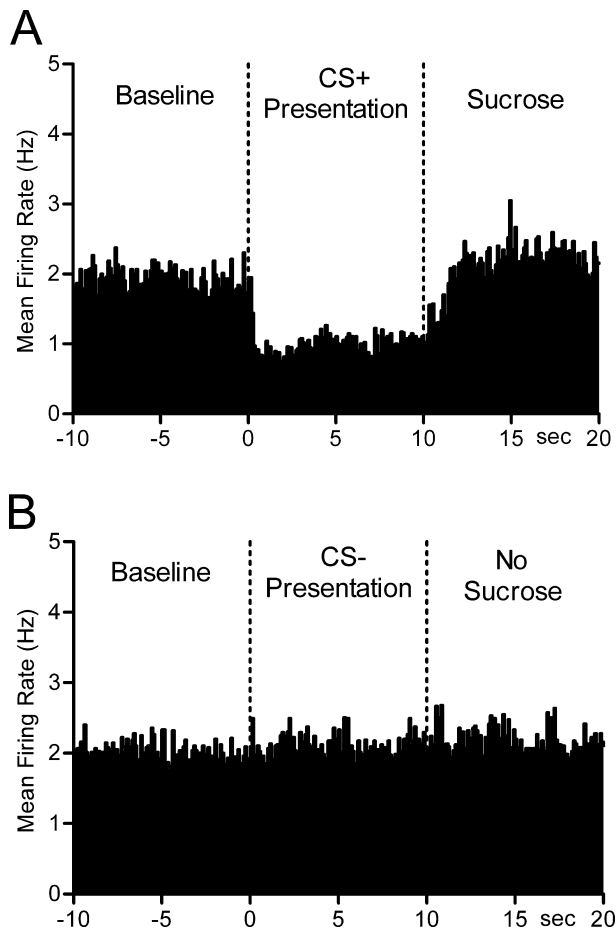 A
5
4
3
2
1
0
Mean Firing Rate (Hz)
Baseline
CS+
Presentation
Sucrose
-10 -5 0 5 10 15 sec 20
B
5
4
3
2
1
0
Mean Firing Rate (Hz)
Baseline
CS-
Presentation
No
Sucrose
-10 -5 0 5 10 15 sec 20